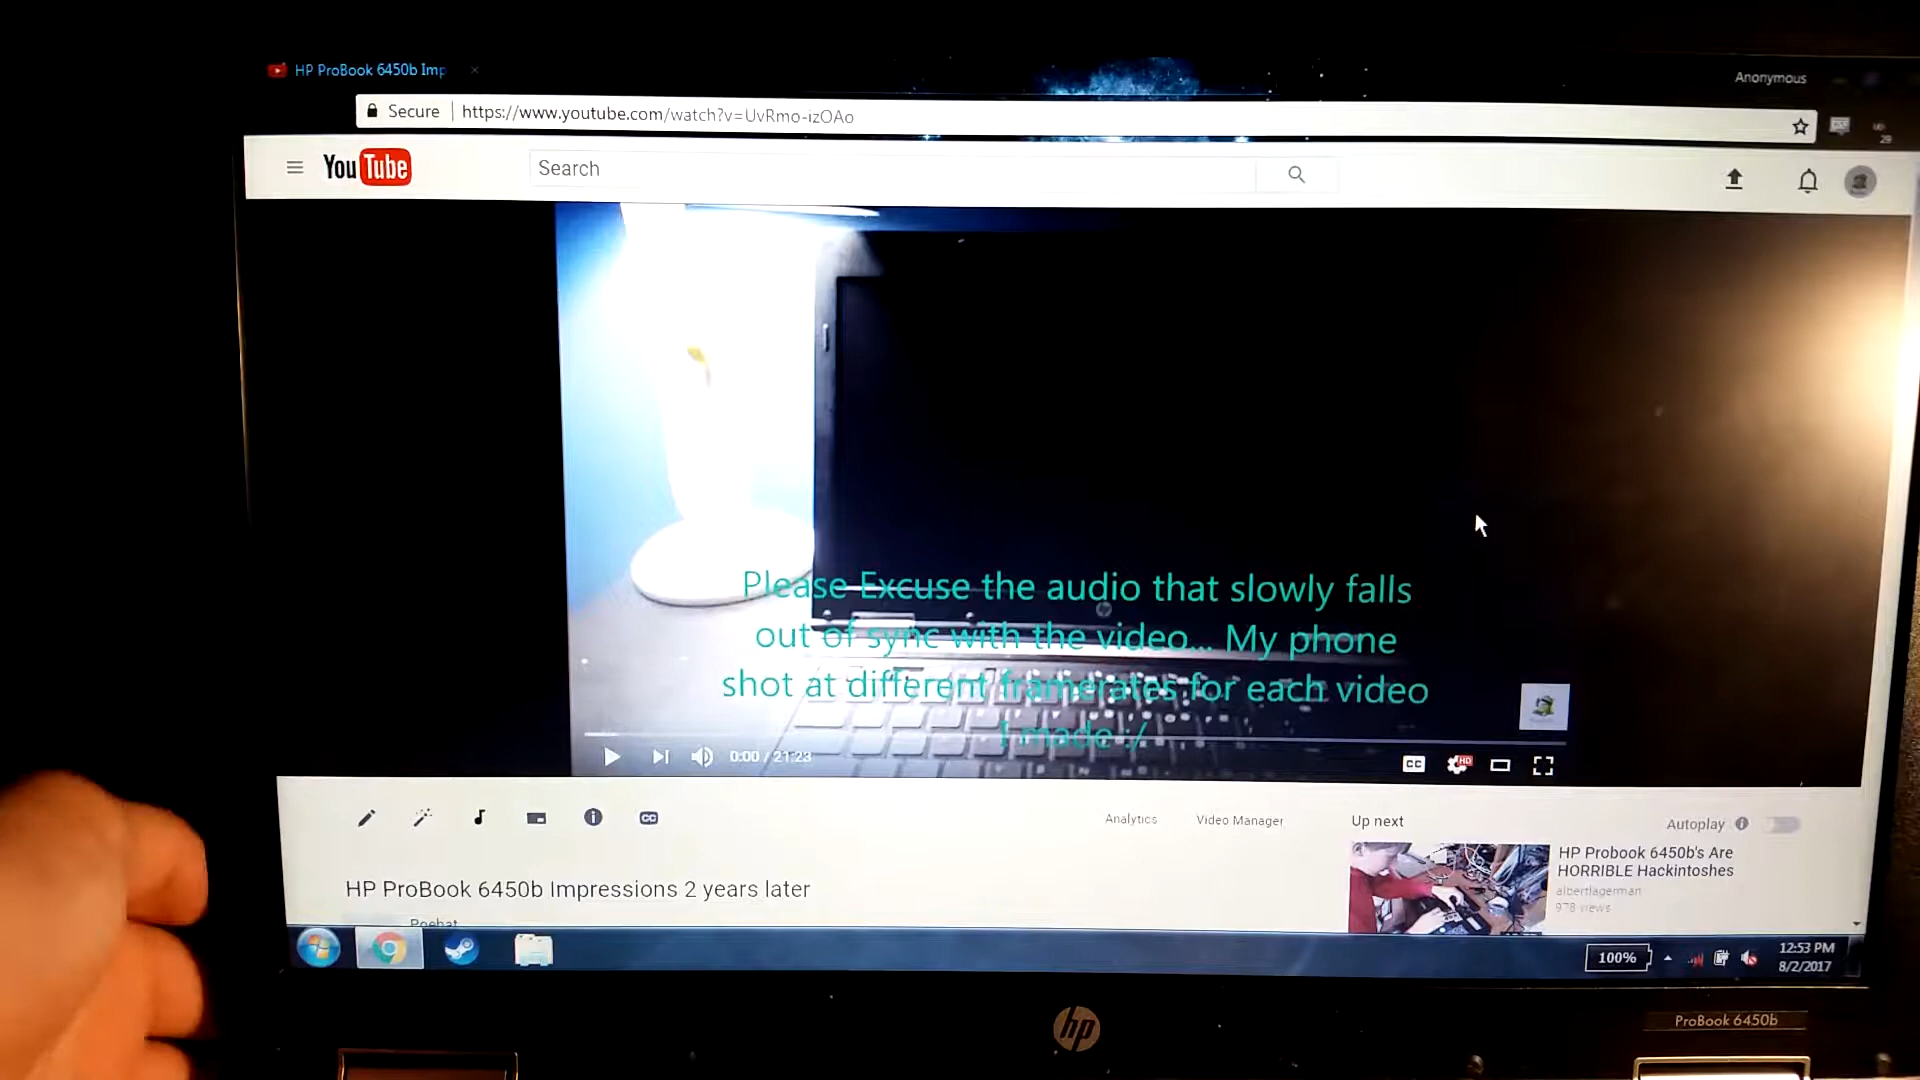 HP ProBook 6450b Imp
Anonymous
Secure
https://www.youtube.com/watch?v=UvRmo-izOAo
YouTube
Search
Please Excuse the audio that slowly falls
out of sync with the video... My phone
shot at different framerates for each video
I made :/
0:00 / 21:23
CC
HD
CC
Analytics
Video Manager
Up next
Autoplay
HP Probook 6450b's Are
HORRIBLE Hackintoshes
albertlagerman
978 views
HP ProBook 6450b Impressions 2 years later
100%
12:53 PM
8/2/2017
hp
ProBook 6450b